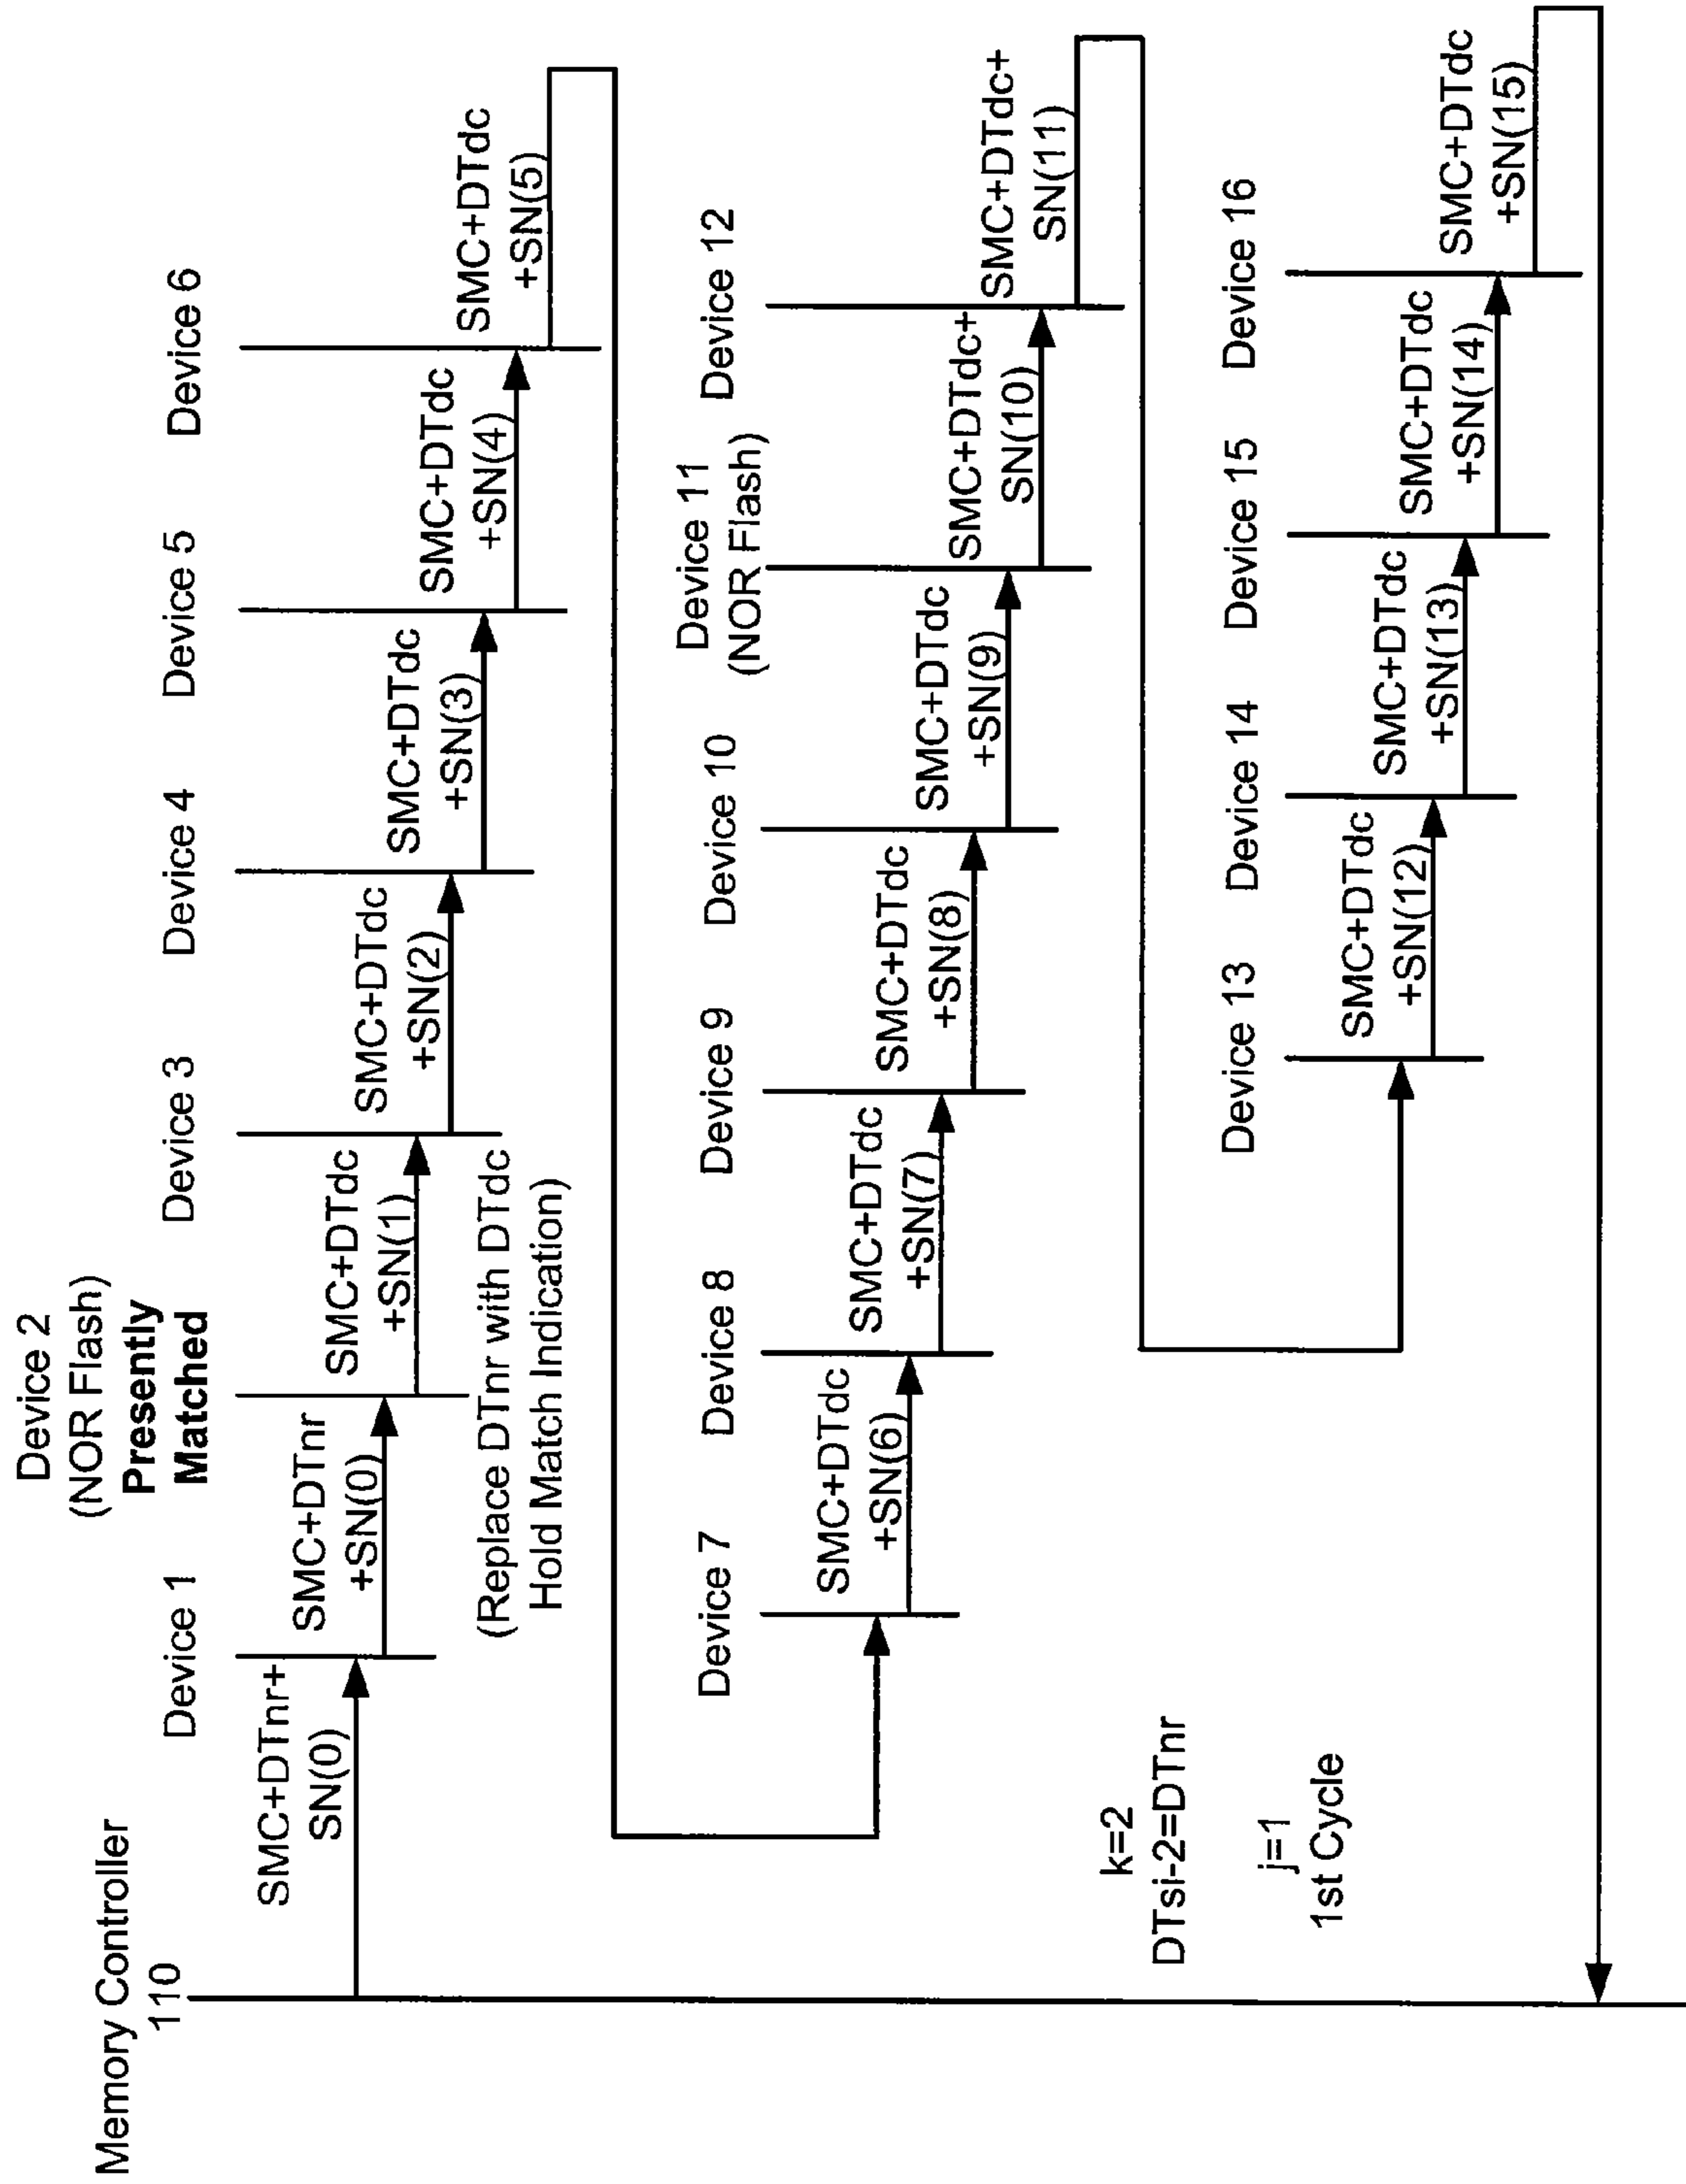 Memory Controller
110
Device 1
Device 2
(NOR Flash)
Presently
Matched
Device 3
Device 4
Device 5
Device 6
SMC+DTnr+
SN(0)
SMC+DTnr
+SN(0)
SMC+DTdc
+SN(1)
SMC+DTdc
+SN(2)
SMC+DTdc
+SN(3)
SMC+DTdc
+SN(4)
SMC+DTdc
+SN(5)
(Replace DTnr with DTdc
Hold Match Indication)
Device 7
Device 8
Device 9
Device 10
Device 11
(NOR Flash)
Device 12
SMC+DTdc
+SN(6)
SMC+DTdc
+SN(7)
SMC+DTdc
+SN(8)
SMC+DTdc
+SN(9)
SMC+DTdc+
SN(10)
SMC+DTdc+
SN(11)
k=2
DTsi-2=DTnr
j=1
1st Cycle
Device 13
Device 14
Device 15
Device 16
SMC+DTdc
+SN(12)
SMC+DTdc
+SN(13)
SMC+DTdc
+SN(14)
SMC+DTdc
+SN(15)